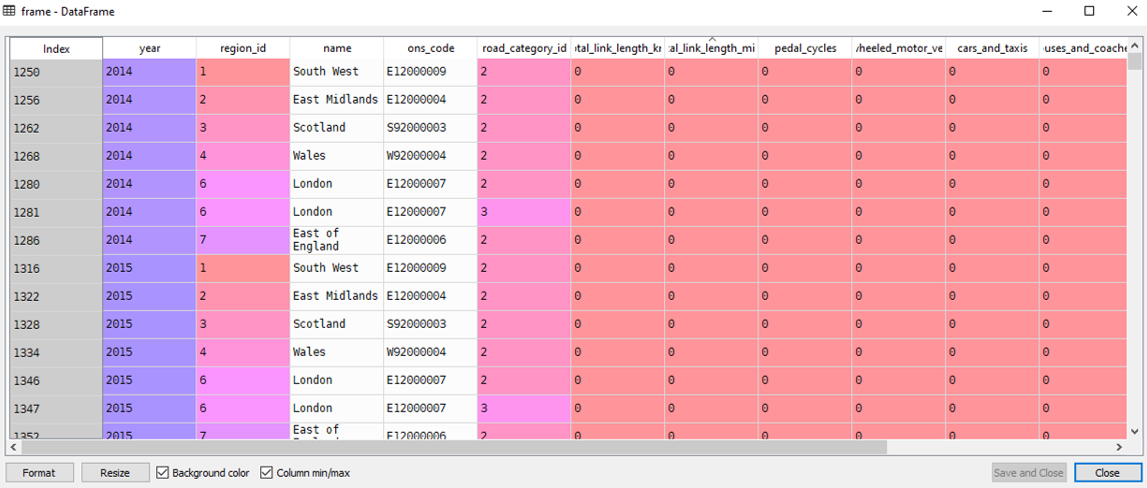 frame - DataFrame
Index year region_id name ons_code road_category_id otal_link_length_kr :al_link_length_mi pedal_cycles wheeled_motor_ve cars_and_taxis ouses_and_coache
1250 2014 1 South West E12000009 2 0 0 0 0 0 0
1256 2014 2 East Midlands E12000004 2 0 0 0 0 0 0
1262 2014 3 Scotland S92000003 2 0 0 0 0 0 0
1268 2014 4 Wales W92000004 2 0 0 0 0 0 0
1280 2014 6 London E12000007 2 0 0 0 0 0 0
1281 2014 6 London E12000007 3 0 0 0 0 0 0
1286 2014 7 East of England E12000006 2 0 0 0 0 0 0
1316 2015 1 South West E12000009 2 0 0 0 0 0 0
1322 2015 2 East Midlands E12000004 2 0 0 0 0 0 0
1328 2015 3 Scotland S92000003 2 0 0 0 0 0 0
1334 2015 4 Wales W92000004 2 0 0 0 0 0 0
1346 2015 6 London E12000007 2 0 0 0 0 0 0
1347 2015 6 London E12000007 3 0 0 0 0 0 0
1352 2015 7 East of E12000006 2 0 0 0 0 0 0
Format Resize Background color Column min/max Save and Close Close